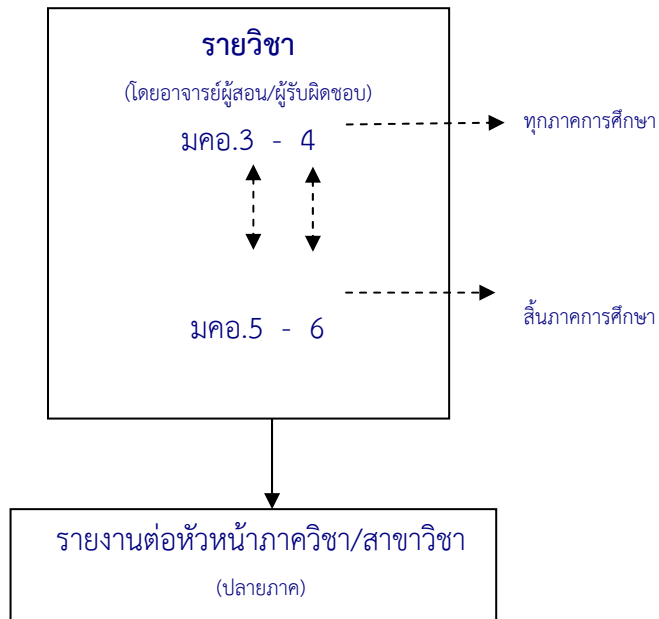 รายวิชา
(โดยอาจารย์ผู้สอน/ผู้รับผิดชอบ)
มคอ.3 - 4
ทุกภาคการศึกษา
สิ้นภาคการศึกษา
มคอ.5 - 6
รายงานต่อหัวหน้าภาควิชา/สาขาวิชา
(ปลายภาค)